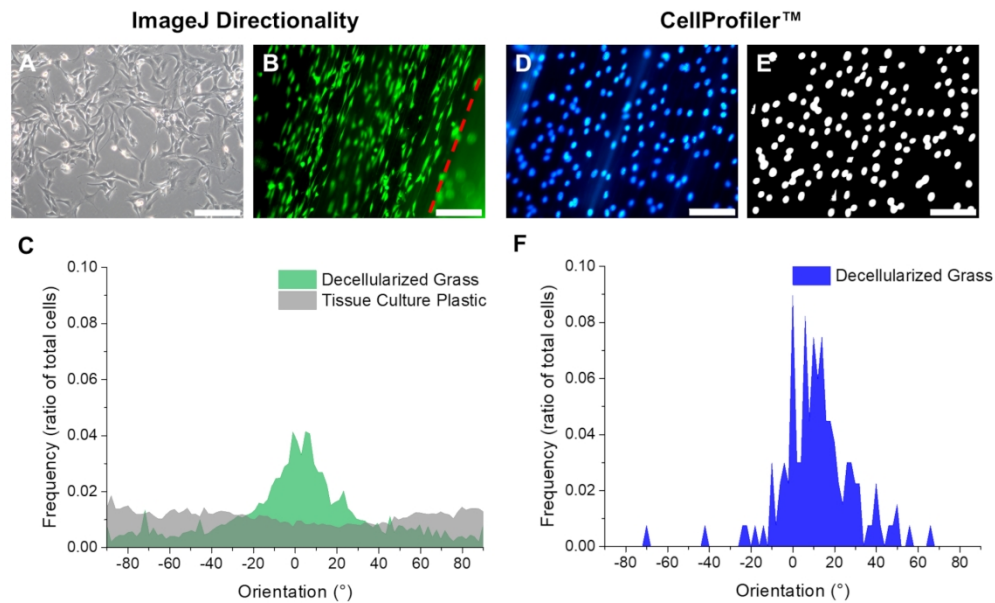 ImageJ Directionality
CellProfiler™
A
B
D
E
C
0.10
0.08
0.06
0.04
0.02
0.00
Frequency (ratio of total cells)
Decellularized Grass
Tissue Culture Plastic
-80 -60 -40 -20 0 20 40 60 80
Orientation (°)
F
0.10
0.08
0.06
0.04
0.02
0.00
Frequency (ratio of total cells)
Decellularized Grass
-80 -60 -40 -20 0 20 40 60 80
Orientation (°)